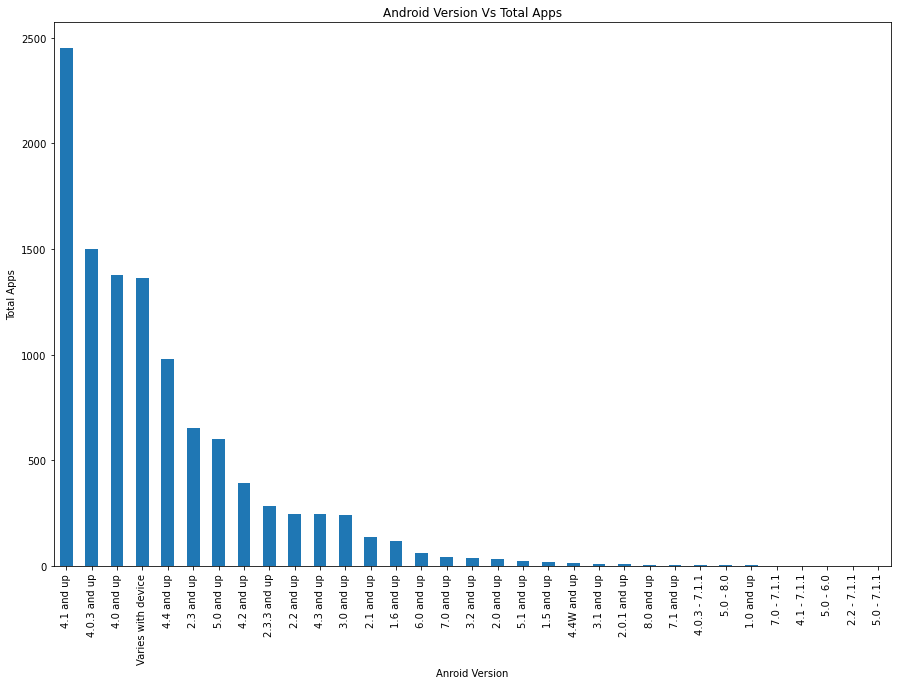 Android Version Vs Total Apps
2500
2000
1500
1000
500
0
Total Apps
4.1 and up
4.0.3 and up
4.0 and up
Varies with device
4.4 and up
2.3 and up
5.0 and up
4.2 and up
2.3.3 and up
2.2 and up
4.3 and up
3.0 and up
2.1 and up
1.6 and up
6.0 and up
7.0 and up
3.2 and up
2.0 and up
5.1 and up
1.5 and up
4.4W and up
3.1 and up
2.0.1 and up
8.0 and up
7.1 and up
4.0.3 - 7.1.1
5.0 - 8.0
1.0 and up
7.0 - 7.1.1
4.1 - 7.1.1
5.0 - 6.0
2.2 - 7.1.1
5.0 - 7.1.1
Anroid Version